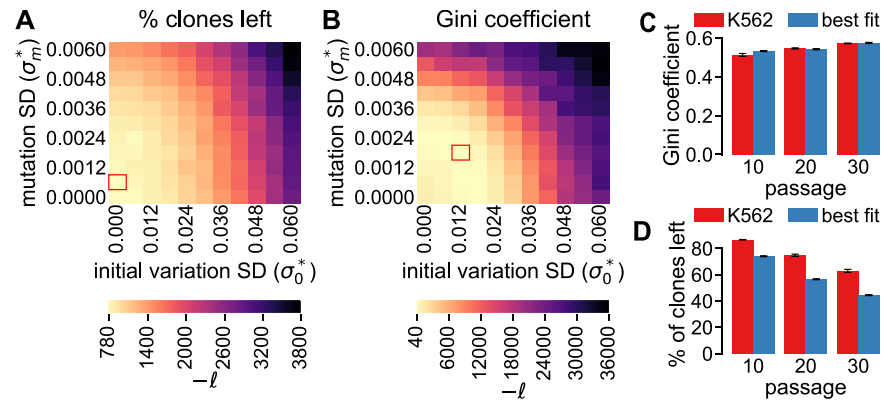 A
% clones left
mutation SD (σ*m)
0.0060
0.0048
0.0036
0.0024
0.0012
0.0000
0.000
0.012
0.024
0.036
0.048
0.060
initial variation SD (σ*0)
780
1400
2000
2600
3200
3800
−ℓ
B
Gini coefficient
mutation SD (σ*m)
0.0060
0.0048
0.0036
0.0024
0.0012
0.0000
0.000
0.012
0.024
0.036
0.048
0.060
initial variation SD (σ*0)
40
6000
12000
18000
24000
30000
36000
−ℓ
C
K562 best fit
Gini coefficient
0.6
0.4
0.2
0.0
10 20 30
passage
D
K562 best fit
% of clones left
80
60
40
20
0
10 20 30
passage